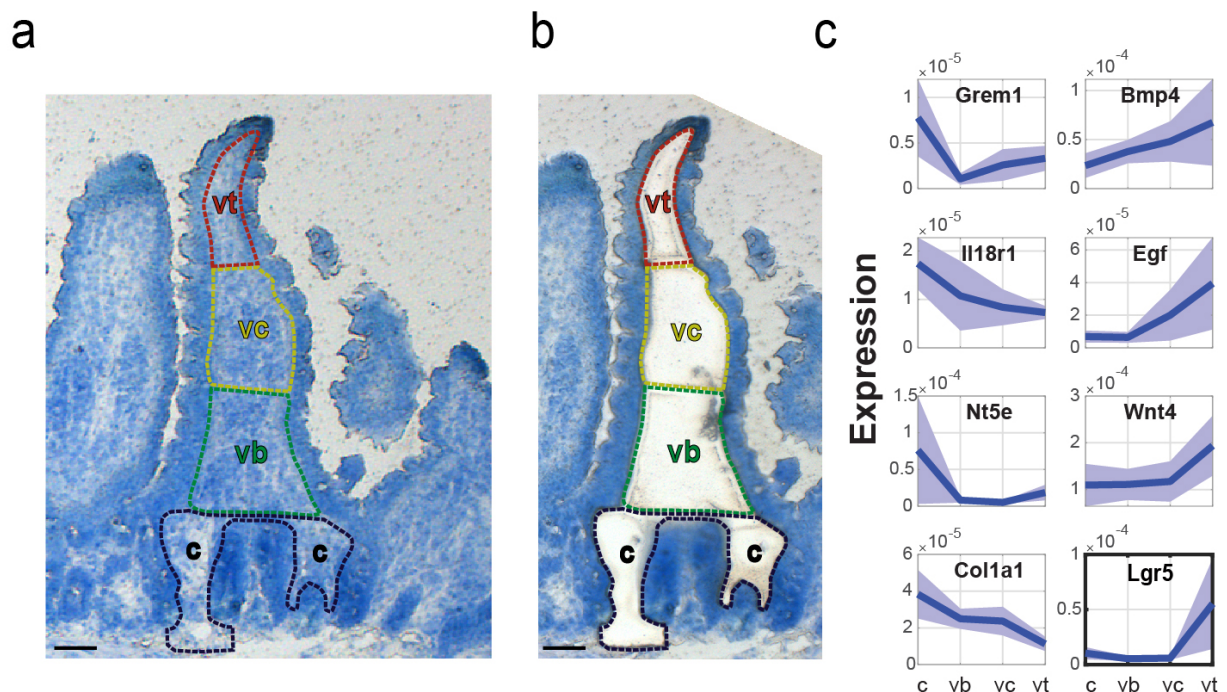 a
b
c
vt
vc
vb
c
c
vt
vc
vb
c
c
Expression
×10⁻⁵
1
0.5
0
Grem1
×10⁻⁴
1
0.5
0
Bmp4
×10⁻⁵
2
1
0
Il18r1
×10⁻⁵
6
4
2
0
Egf
×10⁻⁴
1.5
1
0.5
0
Nt5e
×10⁻⁴
3
2
1
0
Wnt4
×10⁻⁵
6
4
2
0
Col1a1
×10⁻⁴
1
0.5
0
Lgr5
c vb vc vt
c vb vc vt